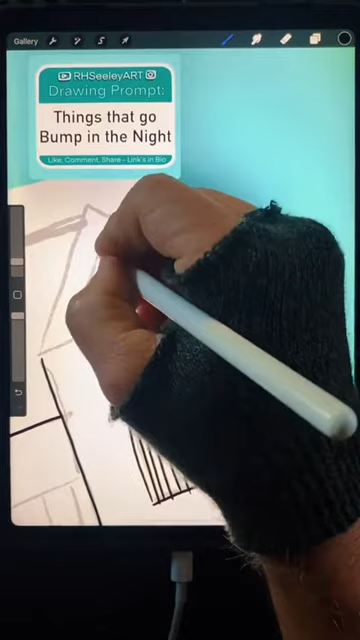 Gallery
RHSeeleyART
Drawing Prompt:
Things that go
Bump in the Night
Like, Comment, Share - Link's in Bio